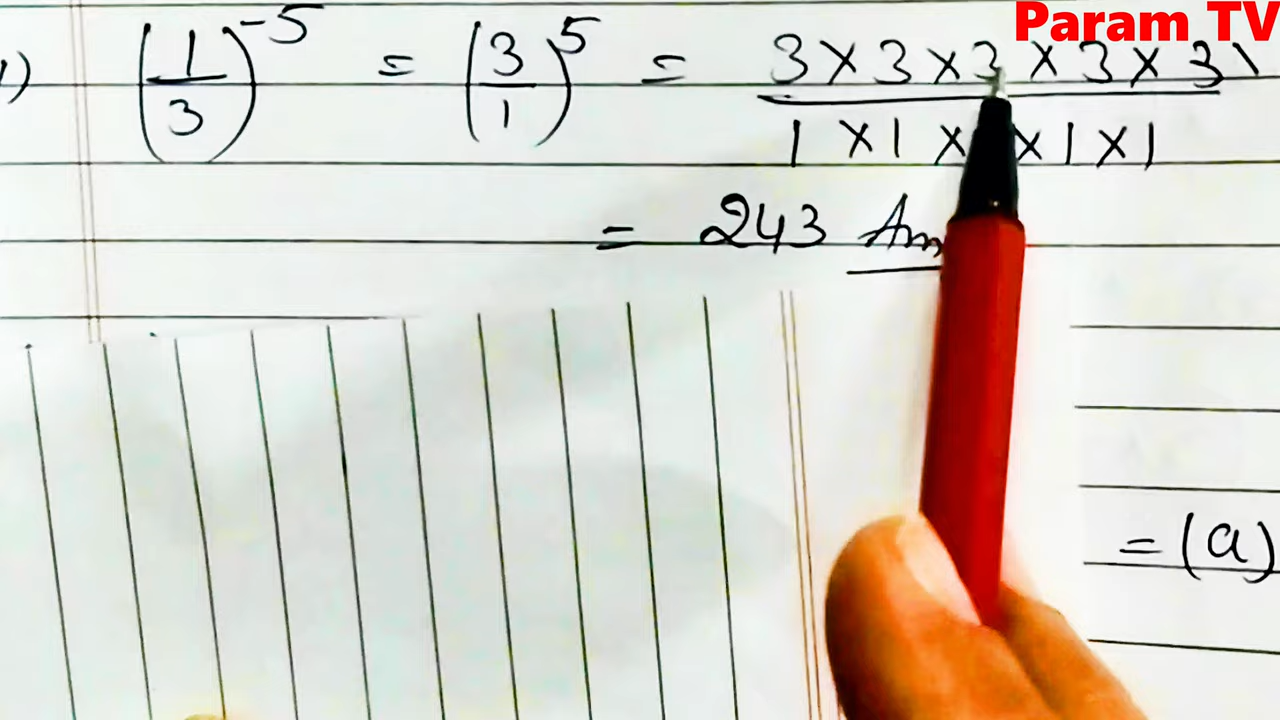 Param TV
1) (1/3)^-5 = (3/1)^5 = 3×3×3×3×3 / 1×1× ×1×1
= 243 Ans
= (a)